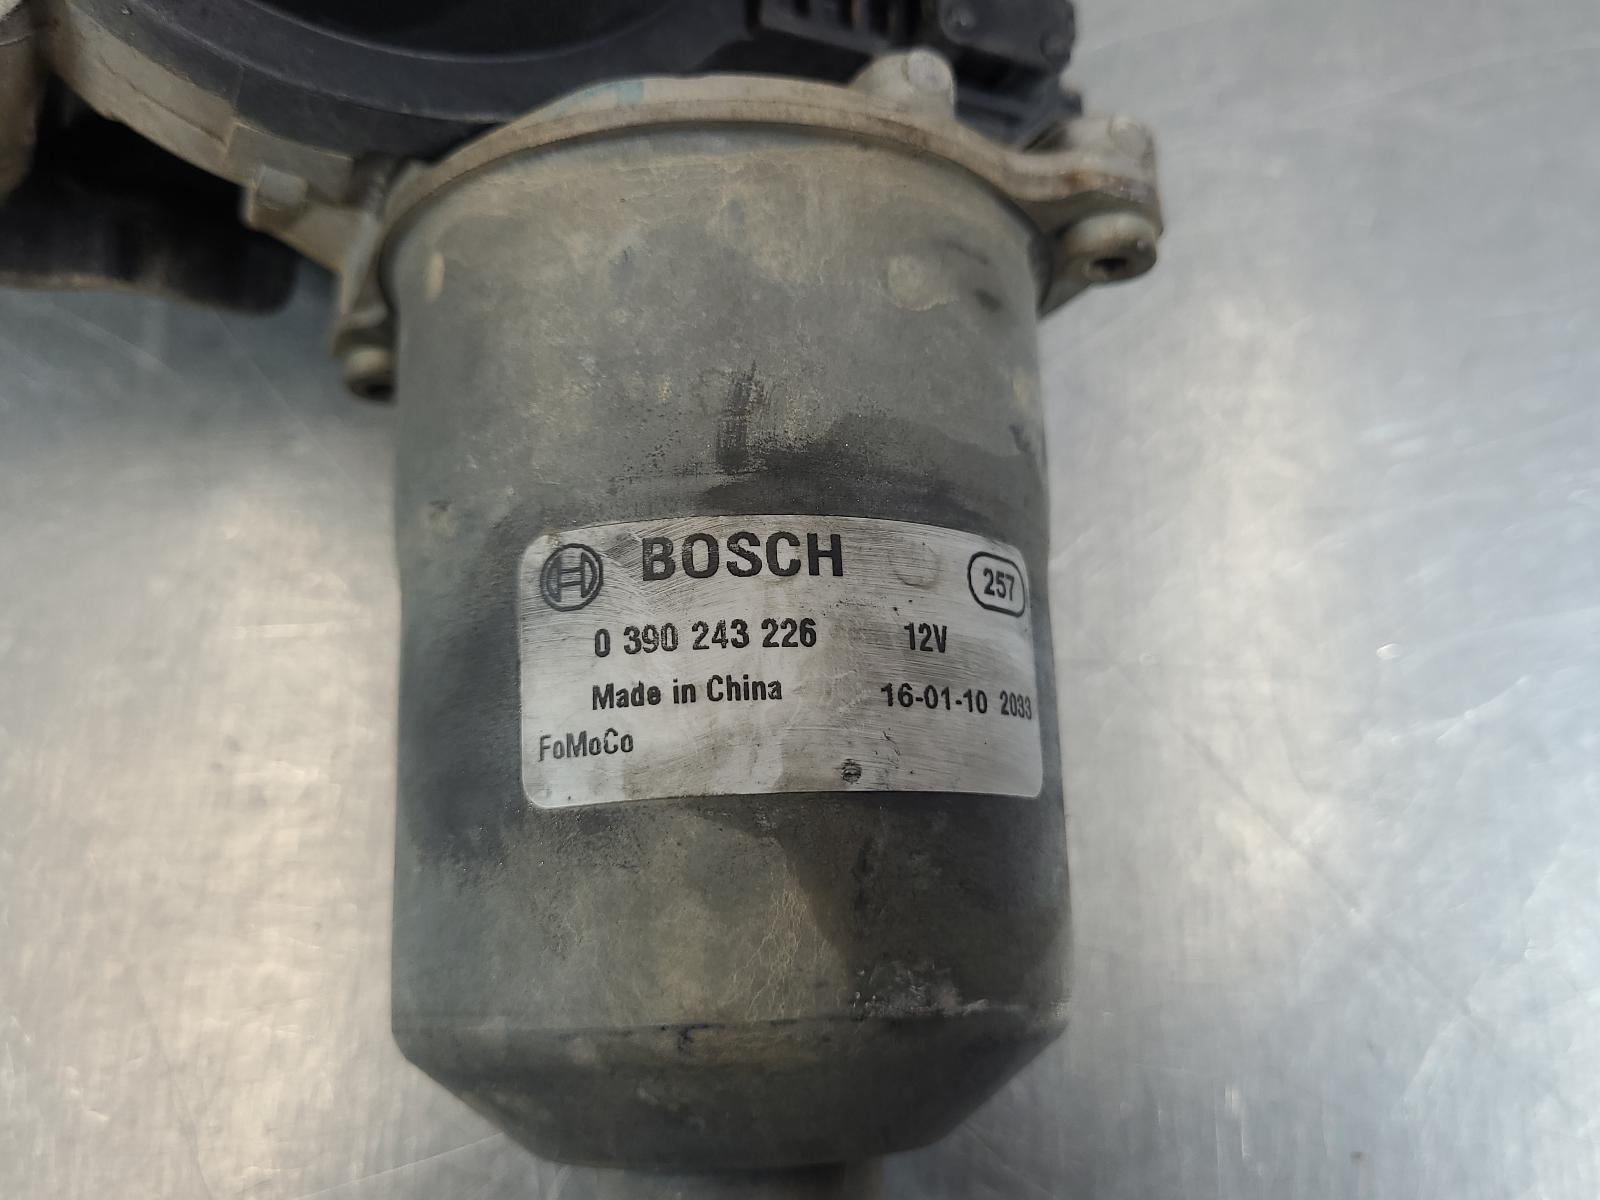 BOSCH
257
0 390 243 226 12V
Made in China 16-01-10 2033
FoMoCo